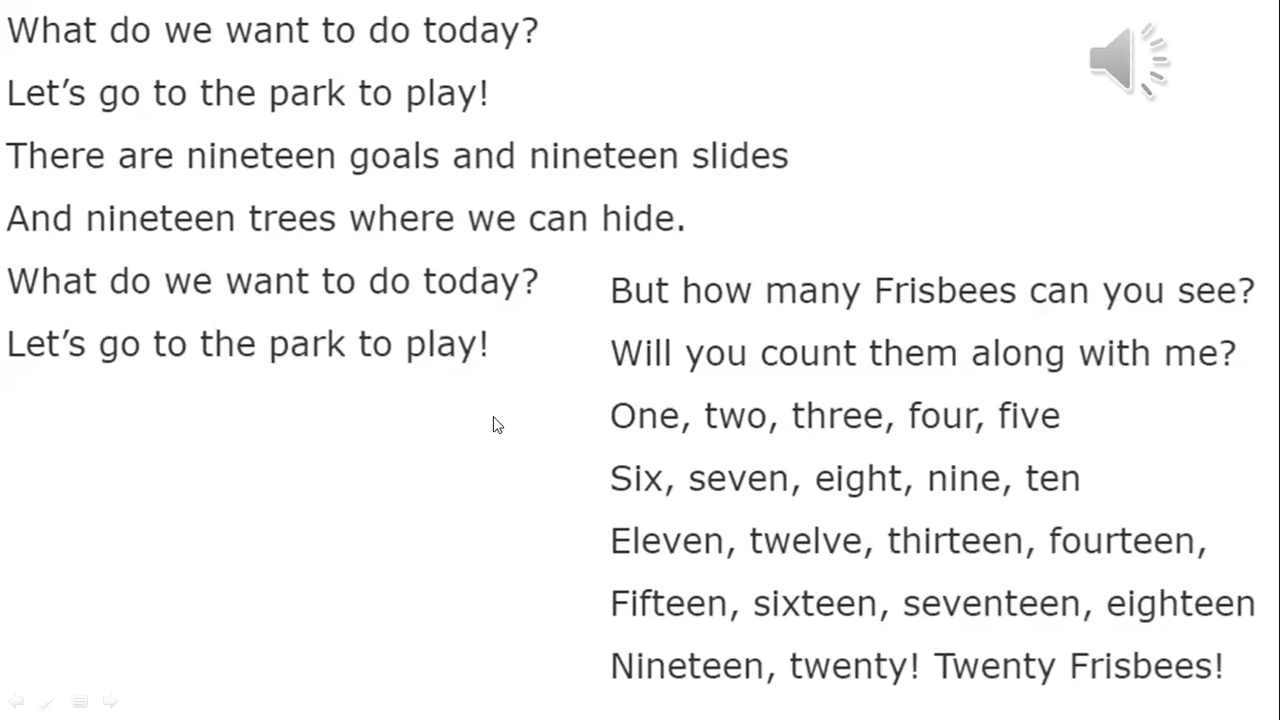 What do we want to do today?
Let’s go to the park to play!
There are nineteen goals and nineteen slides
And nineteen trees where we can hide.
What do we want to do today?
Let’s go to the park to play!
But how many Frisbees can you see?
Will you count them along with me?
One, two, three, four, five
Six, seven, eight, nine, ten
Eleven, twelve, thirteen, fourteen,
Fifteen, sixteen, seventeen, eighteen
Nineteen, twenty! Twenty Frisbees!